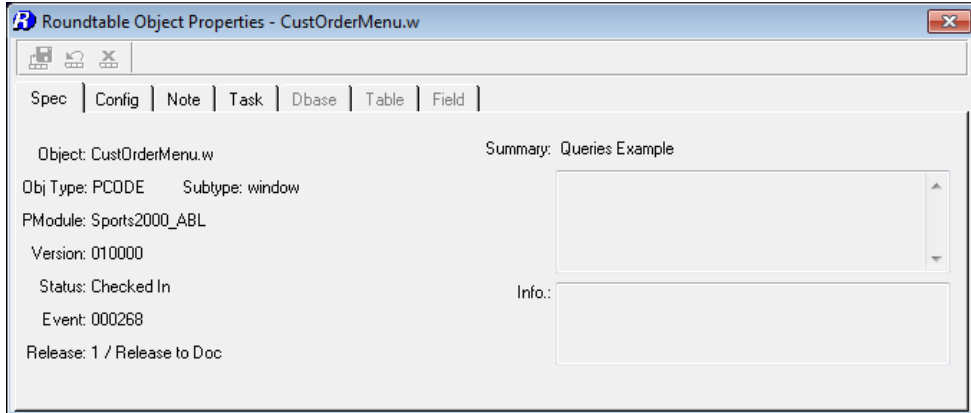 Roundtable Object Properties - CustOrderMenu.w
Spec Config Note Task Dbase Table Field
Object: CustOrderMenu.w
Summary: Queries Example
Obj Type: PCODE Subtype: window
PModule: Sports2000_ABL
Version: 010000
Status: Checked In
Info.:
Event: 000268
Release: 1 / Release to Doc